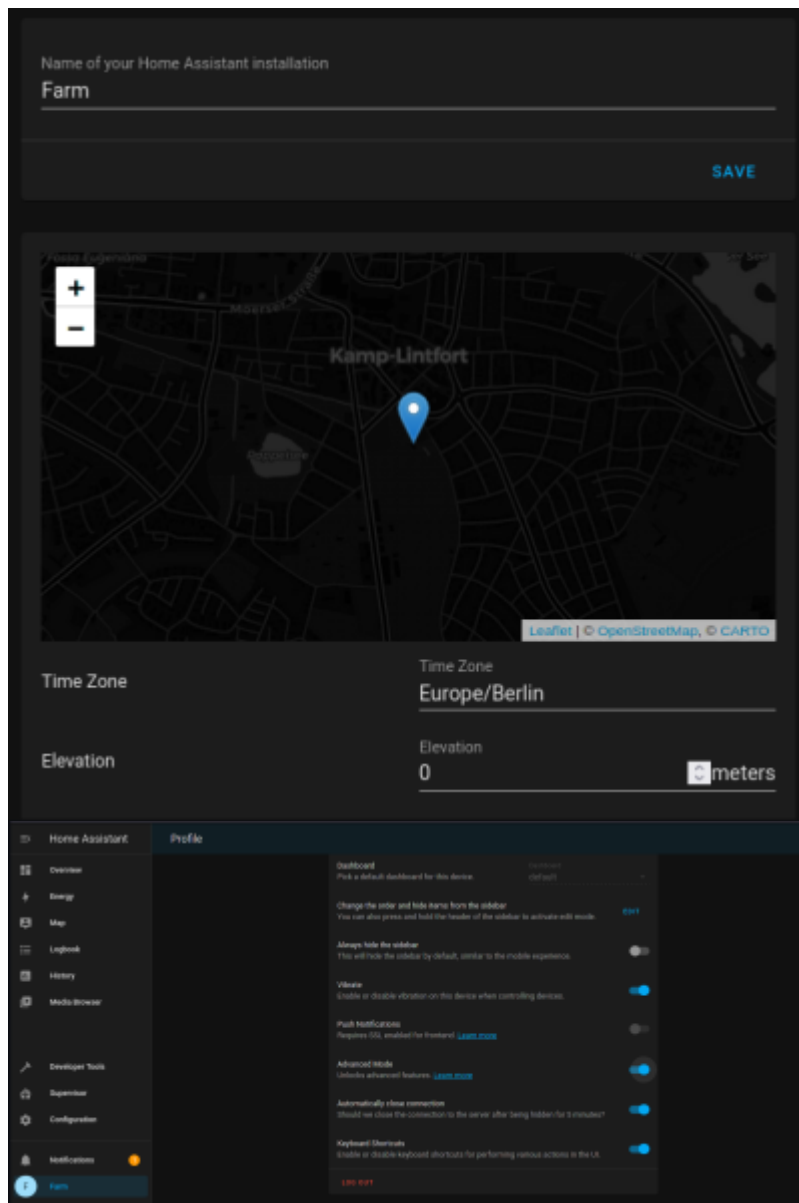 Name of your Home Assistant installation
Farm
SAVE
Fossa Eugeniana
+
Moerser Straße
−
Kamp-Lintfort
Pappelsee
Leaflet | © OpenStreetMap, © CARTO
Time Zone
Time Zone
Europe/Berlin
Elevation
Elevation
0
meters
Home Assistant
Profile
Overview
Energy
Map
Logbook
History
Media Browser
Developer Tools
Supervisor
Configuration
Notifications
F
Farm
Dashboard
Pick a default dashboard for this device.
Dashboard
default
Change the order and hide items from the sidebar
You can also press and hold the header of the sidebar to activate edit mode.
EDIT
Always hide the sidebar
This will hide the sidebar by default, similar to the mobile experience.
Vibrate
Enable or disable vibration on this device when controlling devices.
Push Notifications
Requires SSL enabled for frontend. Learn more
Advanced Mode
Unlocks advanced features. Learn more
Automatically close connection
Should we close the connection to the server after being hidden for 5 minutes?
Keyboard Shortcuts
Enable or disable keyboard shortcuts for performing various actions in the UI.
LOG OUT